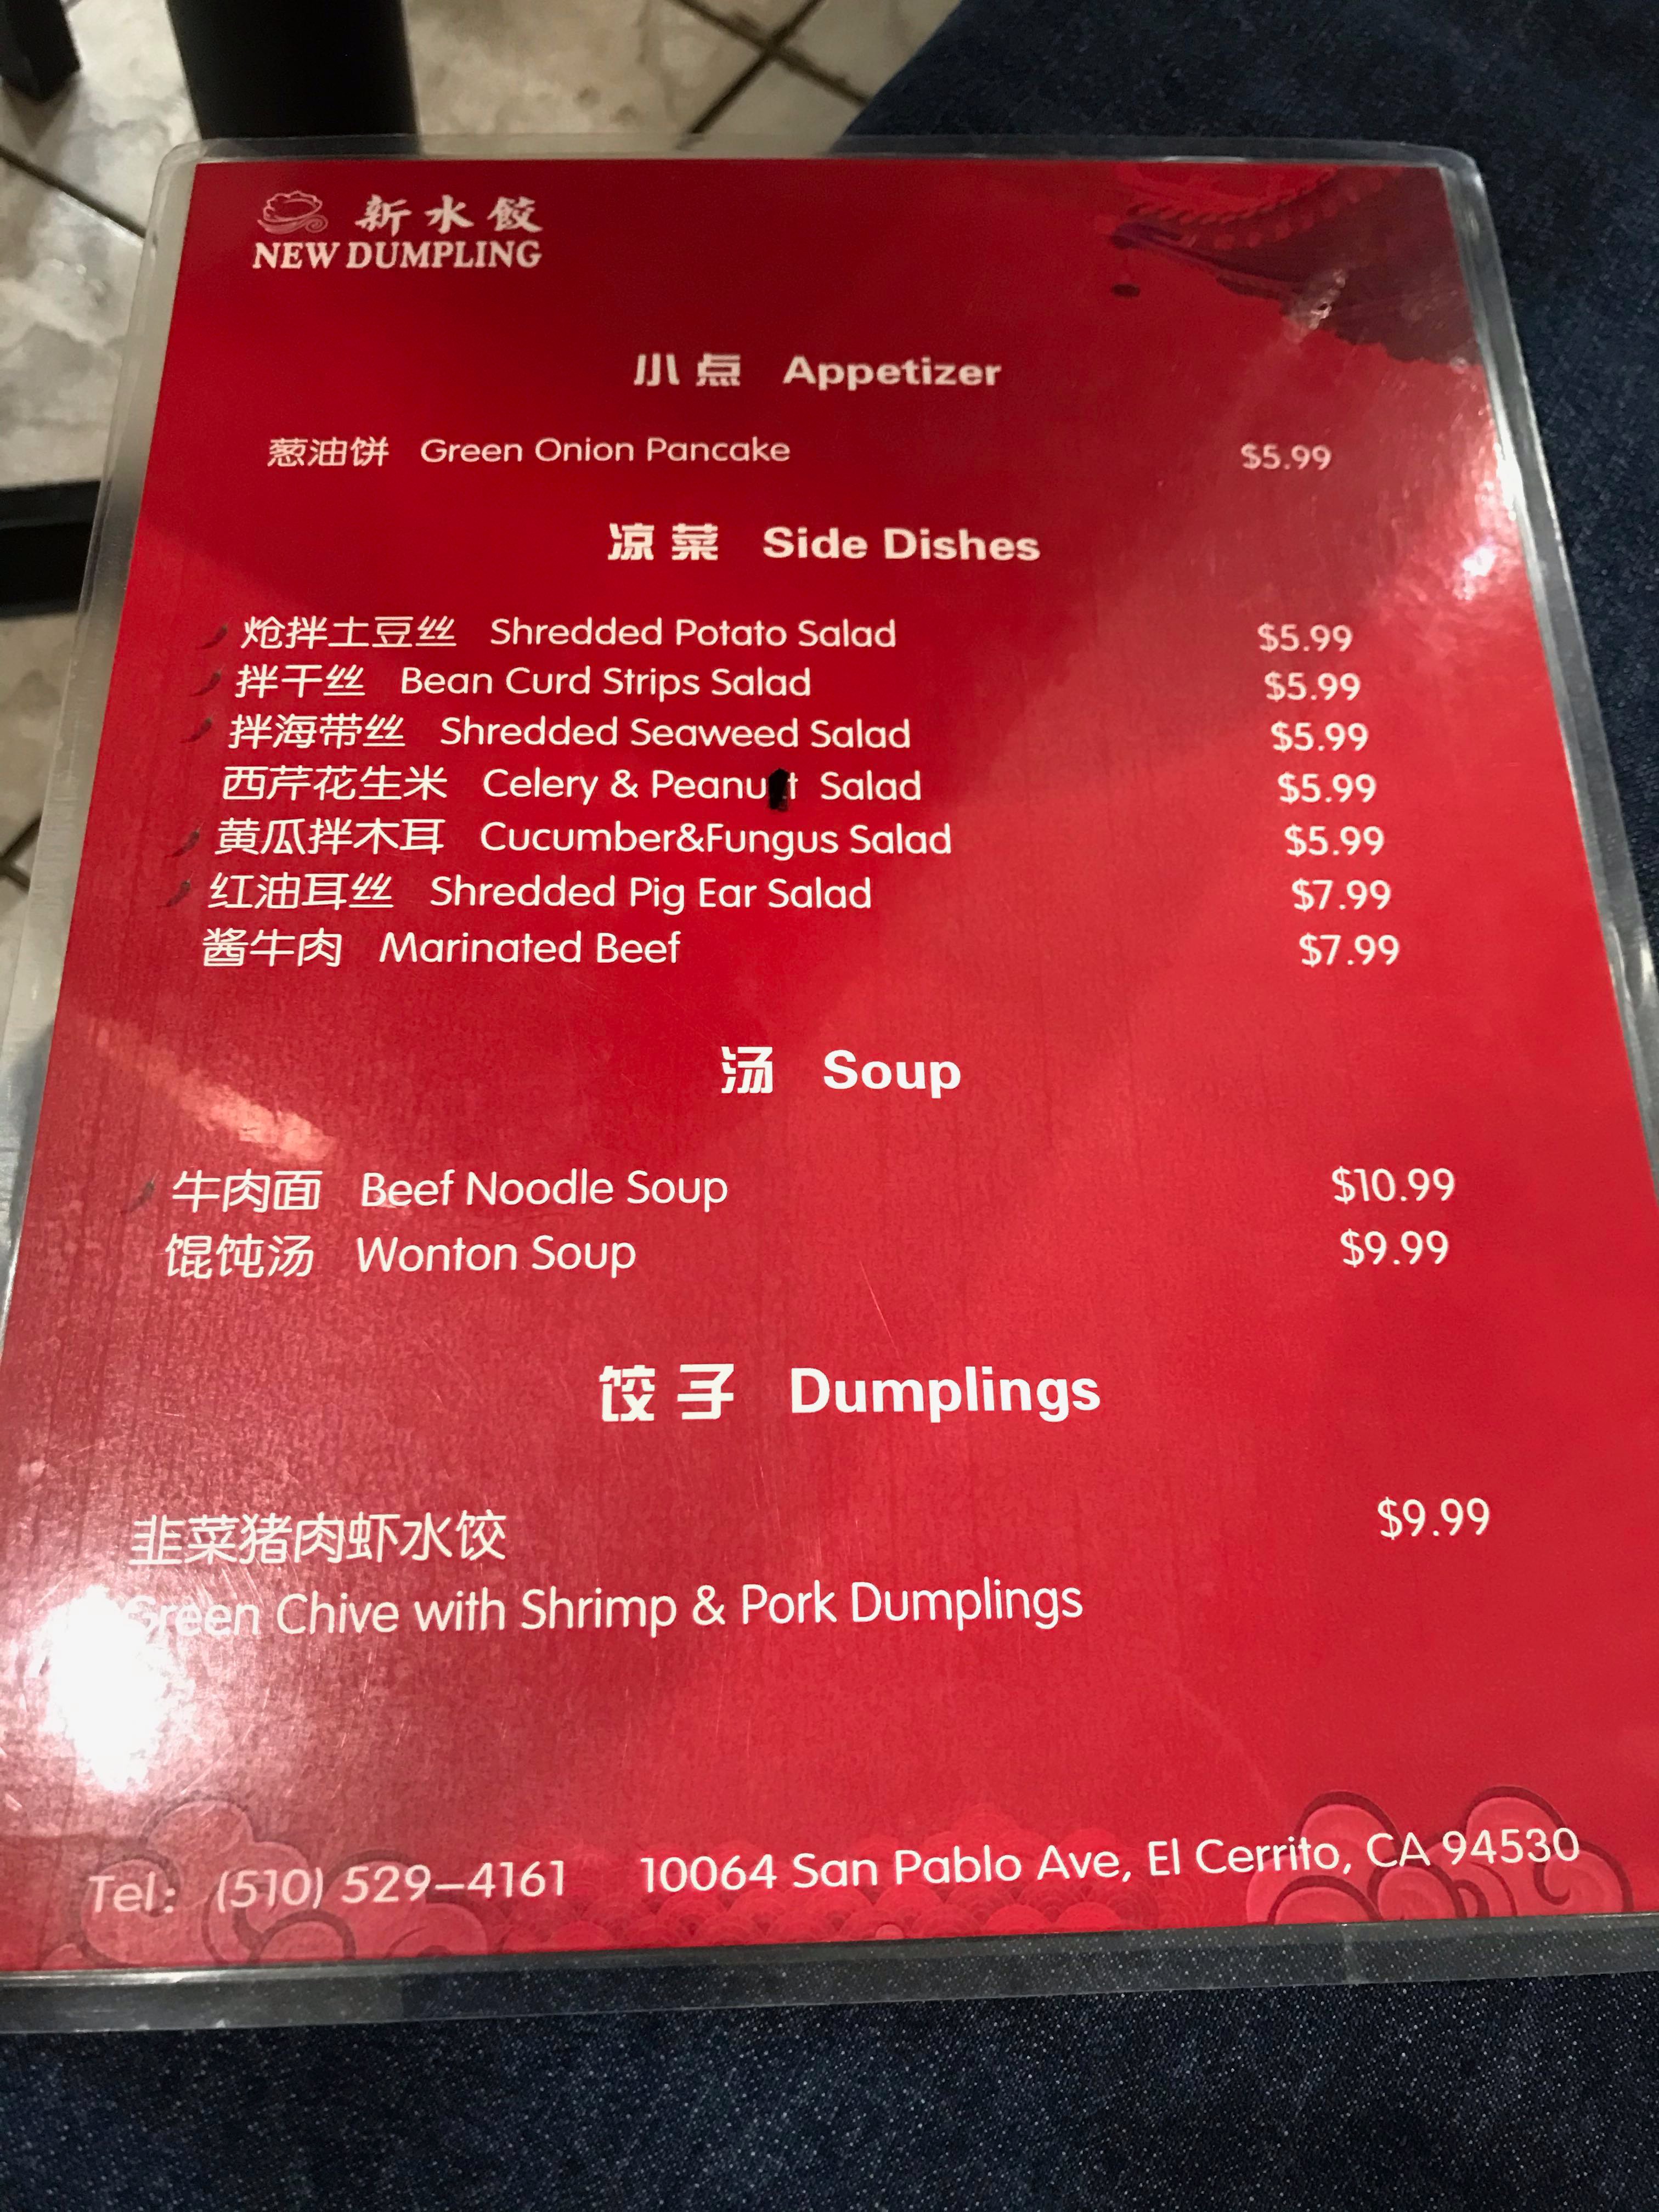 新水餃
NEW DUMPLING
小点 Appetizer
葱油饼 Green Onion Pancake $5.99
凉菜 Side Dishes
炝拌土豆丝 Shredded Potato Salad $5.99
拌干丝 Bean Curd Strips Salad $5.99
拌海带丝 Shredded Seaweed Salad $5.99
西芹花生米 Celery & Peanut Salad $5.99
黄瓜拌木耳 Cucumber&Fungus Salad $5.99
红油耳丝 Shredded Pig Ear Salad $7.99
酱牛肉 Marinated Beef $7.99
汤 Soup
牛肉面 Beef Noodle Soup $10.99
馄饨汤 Wonton Soup $9.99
饺子 Dumplings
韭菜猪肉虾水饺 $9.99
Green Chive with Shrimp & Pork Dumplings
Tel: (510) 529-4161 10064 San Pablo Ave, El Cerrito, CA 94530